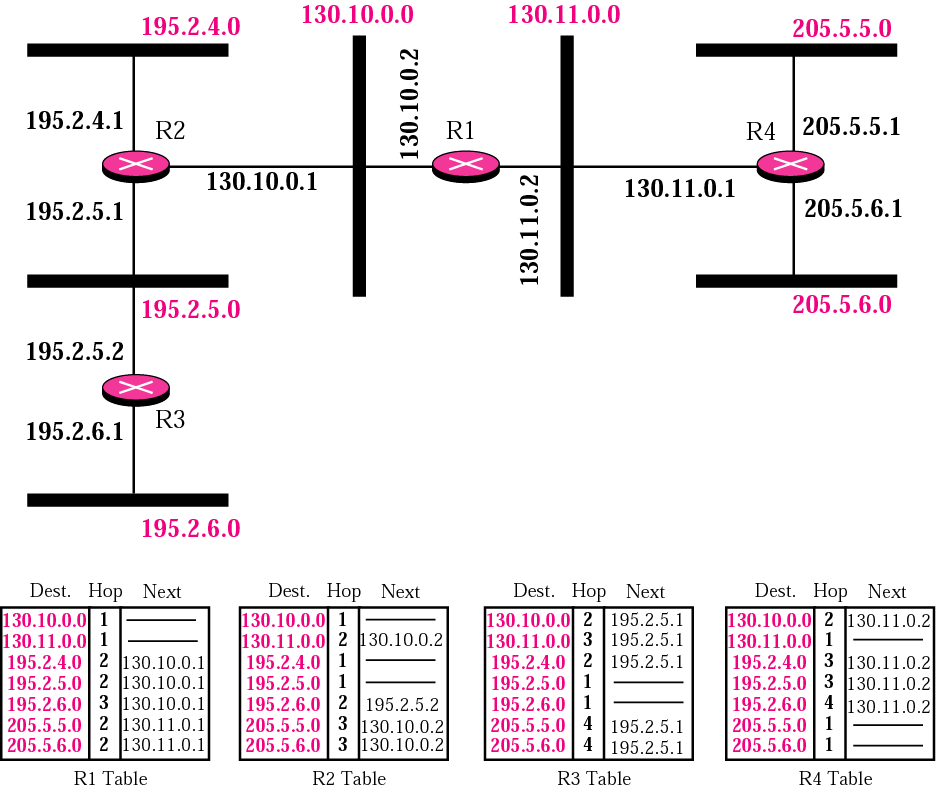 195.2.4.0
130.10.0.0
130.11.0.0
205.5.5.0
195.2.4.1
R2
130.10.0.2
R1
R4
205.5.5.1
130.10.0.1
130.11.0.2
130.11.0.1
195.2.5.1
205.5.6.1
195.2.5.0
205.5.6.0
195.2.5.2
R3
195.2.6.1
195.2.6.0
Dest. Hop Next
130.10.0.0 1
130.11.0.0 1
195.2.4.0 2 130.10.0.1
195.2.5.0 2 130.10.0.1
195.2.6.0 3 130.10.0.1
205.5.5.0 2 130.11.0.1
205.5.6.0 2 130.11.0.1
R1 Table
Dest. Hop Next
130.10.0.0 1
130.11.0.0 2 130.10.0.2
195.2.4.0 1
195.2.5.0 1
195.2.6.0 2 195.2.5.2
205.5.5.0 3 130.10.0.2
205.5.6.0 3 130.10.0.2
R2 Table
Dest. Hop Next
130.10.0.0 2 195.2.5.1
130.11.0.0 3 195.2.5.1
195.2.4.0 2 195.2.5.1
195.2.5.0 1
195.2.6.0 1
205.5.5.0 4 195.2.5.1
205.5.6.0 4 195.2.5.1
R3 Table
Dest. Hop Next
130.10.0.0 2 130.11.0.2
130.11.0.0 1
195.2.4.0 3 130.11.0.2
195.2.5.0 3 130.11.0.2
195.2.6.0 4 130.11.0.2
205.5.5.0 1
205.5.6.0 1
R4 Table